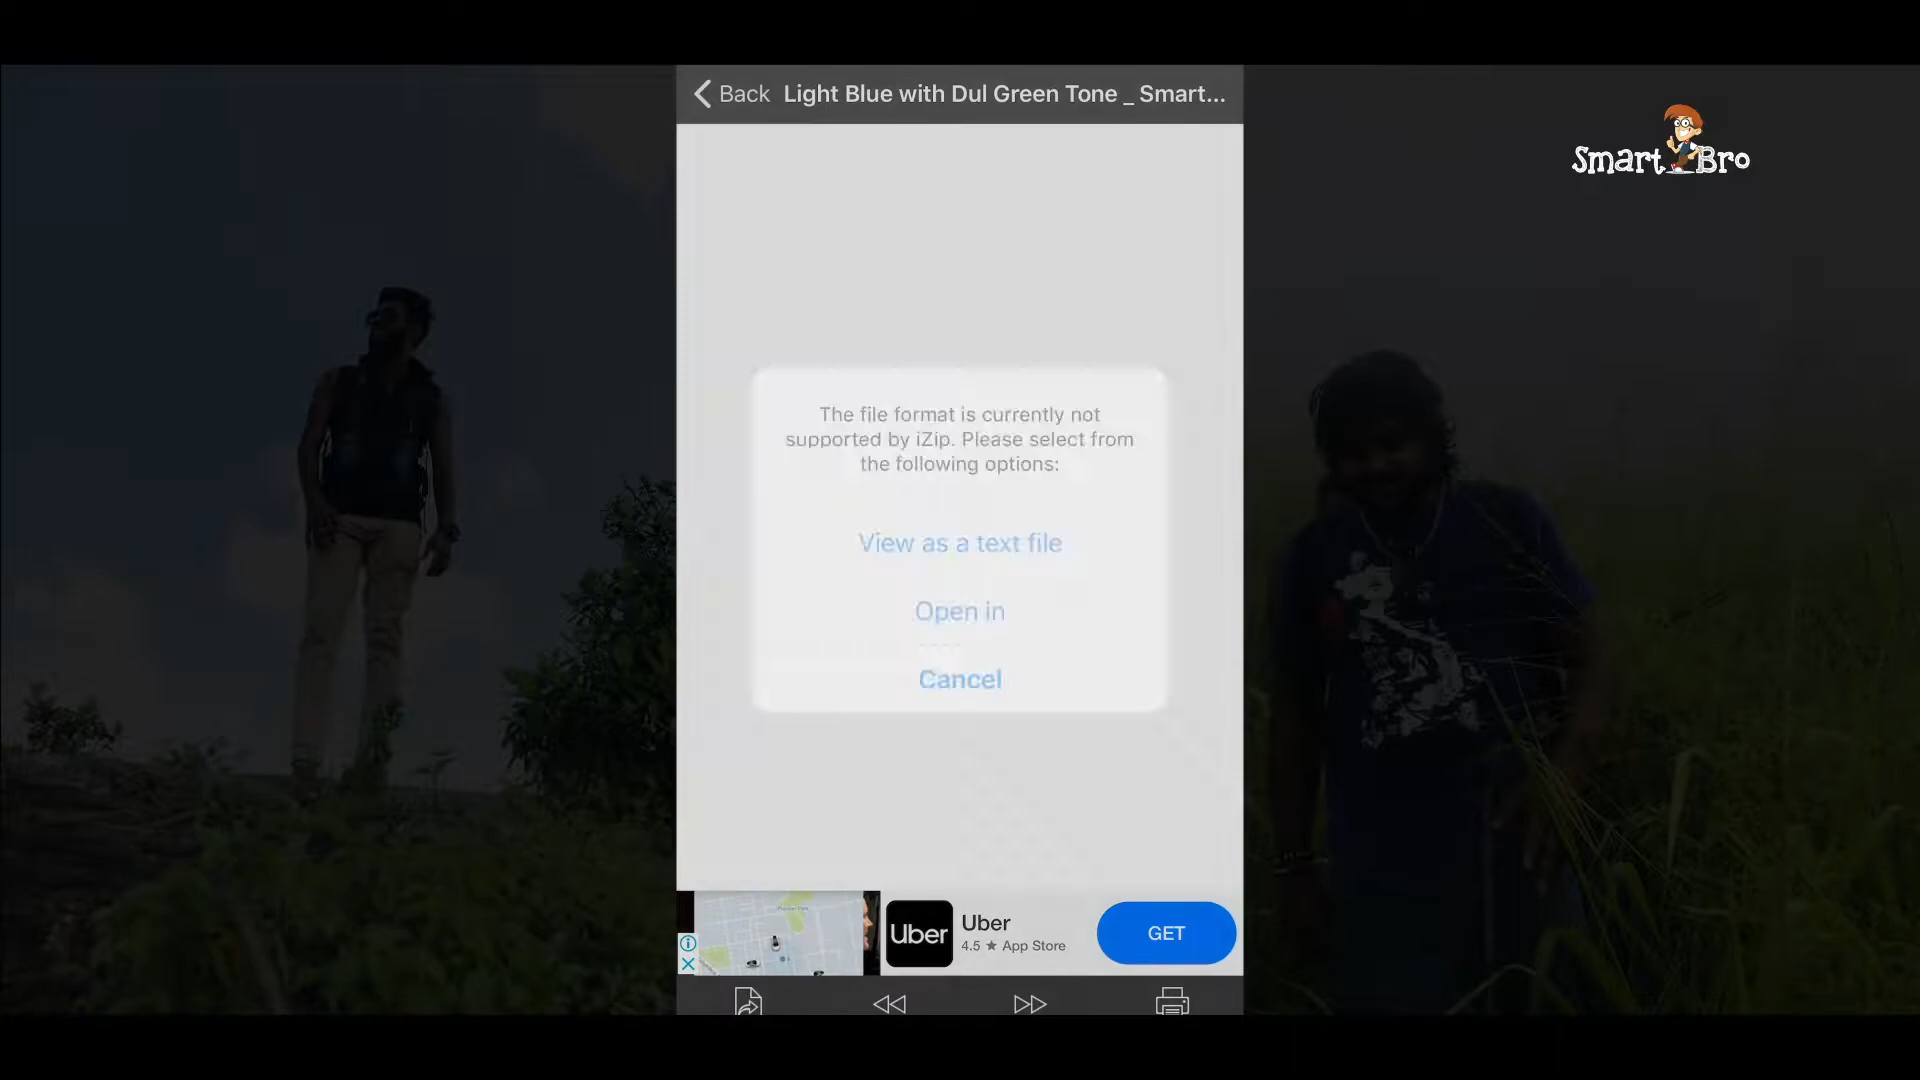 Back Light Blue with Dul Green Tone _ Smart...
Smart Bro
The file format is currently not
supported by iZip. Please select from
the following options:
View as a text file
Open in
Cancel
Uber
Uber
4.5 ★ App Store
GET